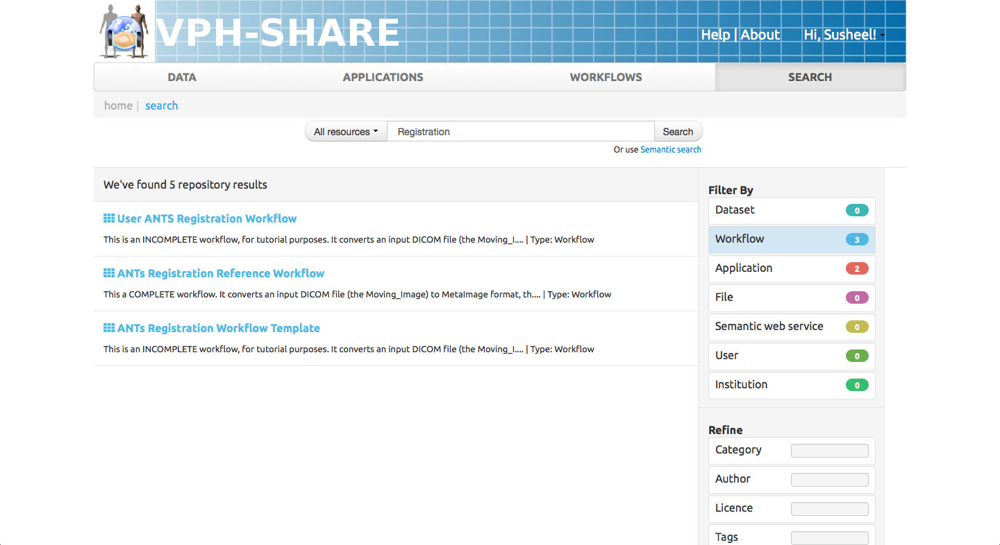 VPH-SHARE
Help | About Hi, Susheel!
DATA APPLICATIONS WORKFLOWS SEARCH
home | search
All resources Registration Search
Or use Semantic search
We've found 5 repository results
User ANTS Registration Workflow
This is an INCOMPLETE workflow, for tutorial purposes. It converts an input DICOM file (the Moving_I.... | Type: Workflow
ANTs Registration Reference Workflow
This a COMPLETE workflow. It converts an input DICOM file (the Moving_Image) to MetaImage format, th.... | Type: Workflow
ANTs Registration Workflow Template
This is an INCOMPLETE workflow, for tutorial purposes. It converts an input DICOM file (the Moving_I.... | Type: Workflow
Filter By
Dataset 0
Workflow 3
Application 2
File 0
Semantic web service 0
User 0
Institution 0
Refine
Category
Author
Licence
Tags